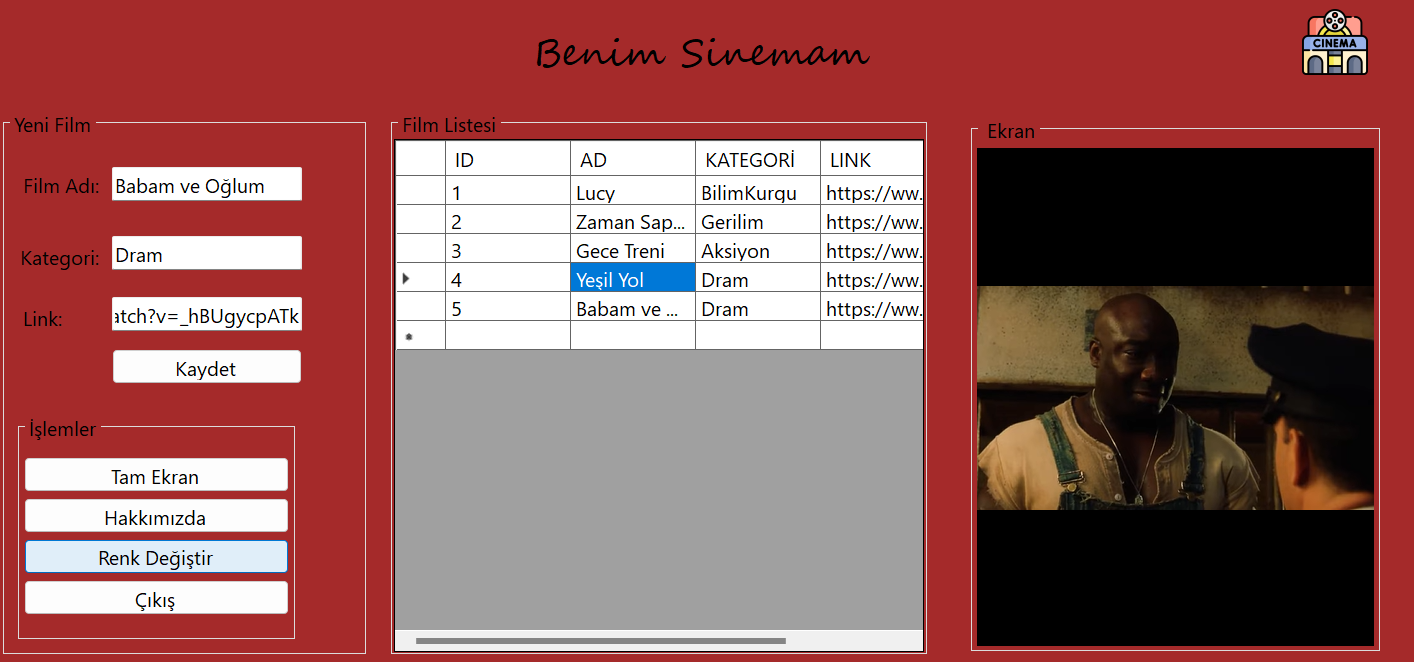 Benim Sinemam
CINEMA
Yeni Film
Film Adı: Babam ve Oğlum
Kategori: Dram
Link: atch?v=_hBUgycpATk
Kaydet
İşlemler
Tam Ekran
Hakkımızda
Renk Değiştir
Çıkış
Film Listesi
ID AD KATEGORİ LINK
1 Lucy BilimKurgu https://ww.
2 Zaman Sap... Gerilim https://ww.
3 Gece Treni Aksiyon https://ww.
4 Yeşil Yol Dram https://ww.
5 Babam ve ... Dram https://ww.
Ekran